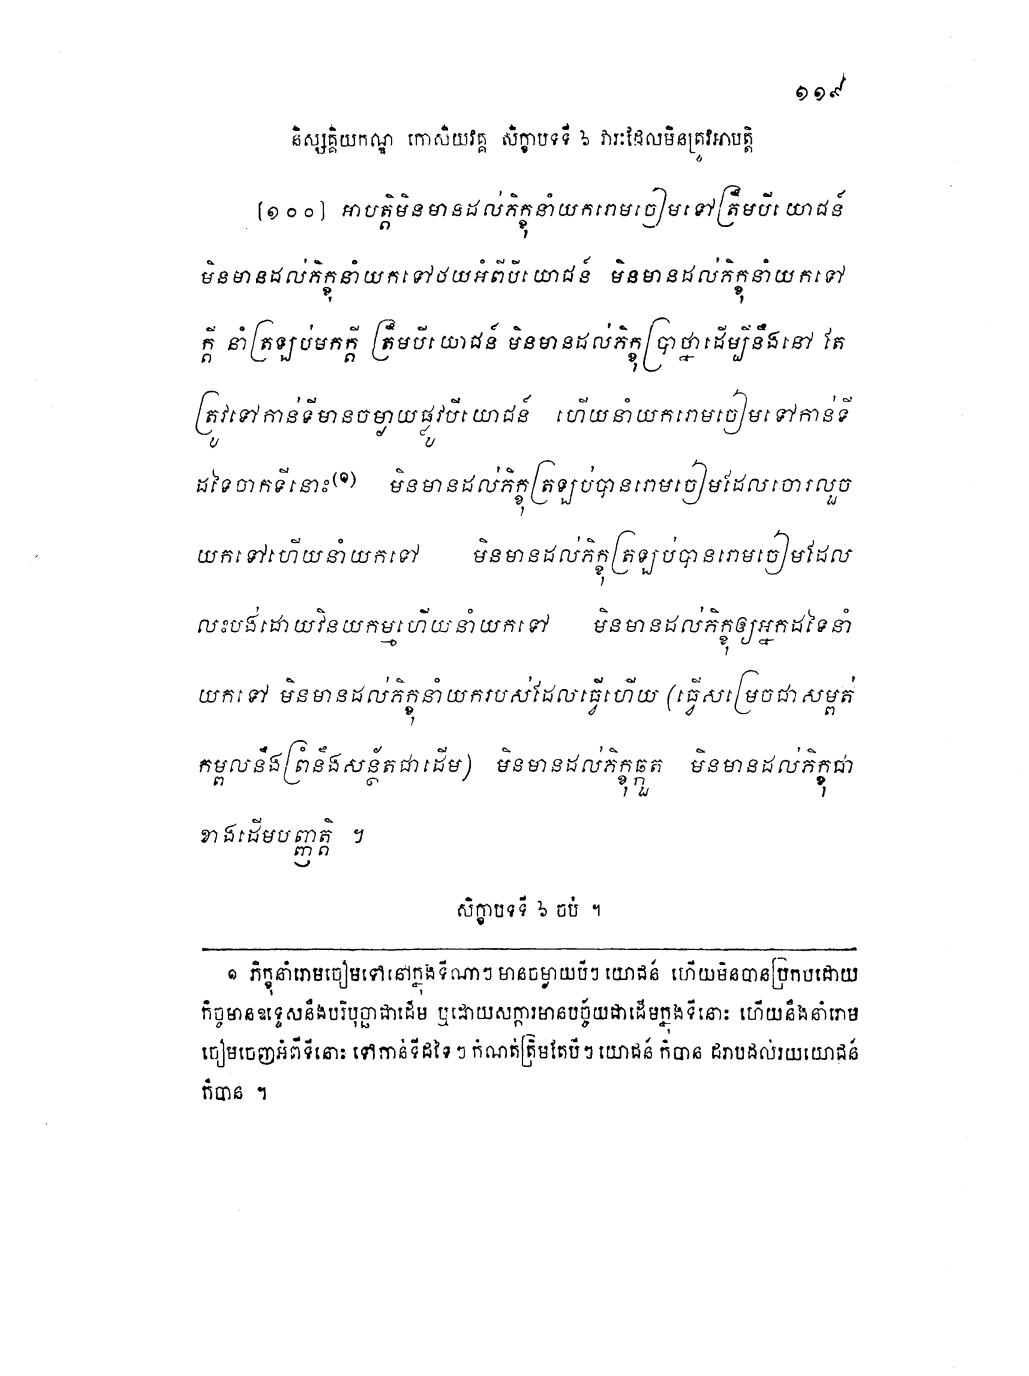 ១១៩
និស្សគ្គិយកណ្ឌ កោសិយវគ្គ សិក្ខាបទទី ៦ វារៈដែលមិនត្រូវអាបត្តិ
[១០០] អាបត្តិមិនមានដល់ភិក្ខុនាំយករោមចៀមទៅត្រឹមបីយោជន៍
មិនមានដល់ភិក្ខុនាំយកទៅថយអំពីបីយោជន៍ មិនមានដល់ភិក្ខុនាំយកទៅ
ក្តី នាំត្រឡប់មកក្តី ត្រឹមបីយោជន៍ មិនមានដល់ភិក្ខុប្រាថ្នាដើម្បីនឹងនៅ តែ
ត្រូវទៅកាន់ទីមានចម្ងាយផ្លូវបីយោជន៍ ហើយនាំយករោមចៀមទៅកាន់ទី
ដទៃចាកទីនោះ(១) មិនមានដល់ភិក្ខុត្រឡប់បានរោមចៀមដែលចោរលួច
យកទៅហើយនាំយកទៅ មិនមានដល់ភិក្ខុត្រឡប់បានរោមចៀមដែល
លះបង់ដោយវិនយកម្មហើយនាំយកទៅ មិនមានដល់ភិក្ខុឲ្យអ្នកដទៃនាំ
យកទៅ មិនមានដល់ភិក្ខុនាំយករបស់ដែលធ្វើហើយ (ធ្វើសម្រេចជាសម្ពត់
កម្ពលនឹងព្រំនឹងសន្ថ័តជាដើម) មិនមានដល់ភិក្ខុឆ្កួត មិនមានដល់ភិក្ខុជា
ខាងដើមបញ្ញត្តិ ។
សិក្ខាបទទី ៦ ចប់ ។
១ ភិក្ខុនាំរោមចៀមទៅនៅក្នុងទីណាៗ មានចម្ងាយបីៗ យោជន៍ ហើយមិនបានប្រកបដោយ
កិច្ចមានឧទ្ទេសនឹងបរិបុច្ឆាជាដើម ឬដោយសក្ការមានបច្ច័យជាដើមក្នុងទីនោះ ហើយនឹងនាំរោម
ចៀមចេញអំពីទីនោះ ទៅកាន់ទីដទៃៗ កំណត់ត្រឹមតែបីៗ យោជន៍ ក៏បាន ដរាបដល់រយយោជន៍
ក៏បាន ។